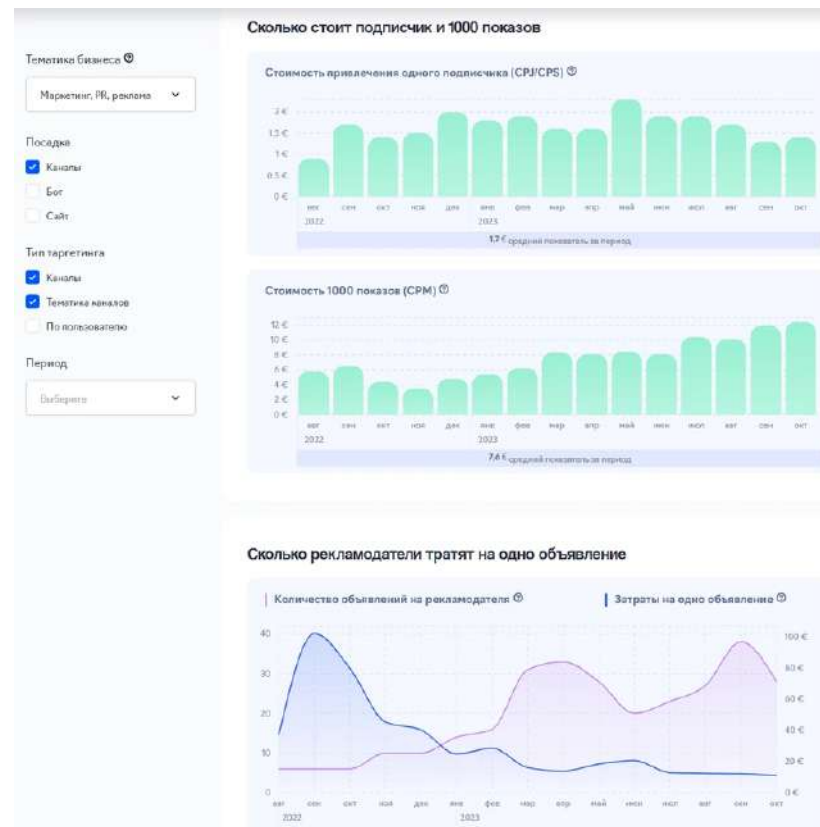 Сколько стоит подписчик и 1000 показов
Тематика бизнеса
Маркетинг, PR, реклама
Посадка
Каналы
Бот
Сайт
Тип таргетинга
Каналы
Тематика каналов
По пользователю
Период
Выберите
Стоимость привлечения одного подписчика (CPJ/CPS)
2 €
1,5 €
1 €
0,5 €
0 €
авг сен окт ноя дек янв фев мар апр май июн июл авг сен окт
2022 2023
1,7 € средний показатель за период
Стоимость 1000 показов (CPM)
12 €
10 €
8 €
6 €
4 €
2 €
0 €
авг сен окт ноя дек янв фев мар апр май июн июл авг сен окт
2022 2023
7,6 € средний показатель за период
Сколько рекламодатели тратят на одно объявление
Количество объявлений на рекламодателя Затраты на одно объявление
40 100 €
30 80 €
60 €
20 40 €
10 20 €
0 0 €
авг сен окт ноя дек янв фев мар апр май июн июл авг сен окт
2022 2023